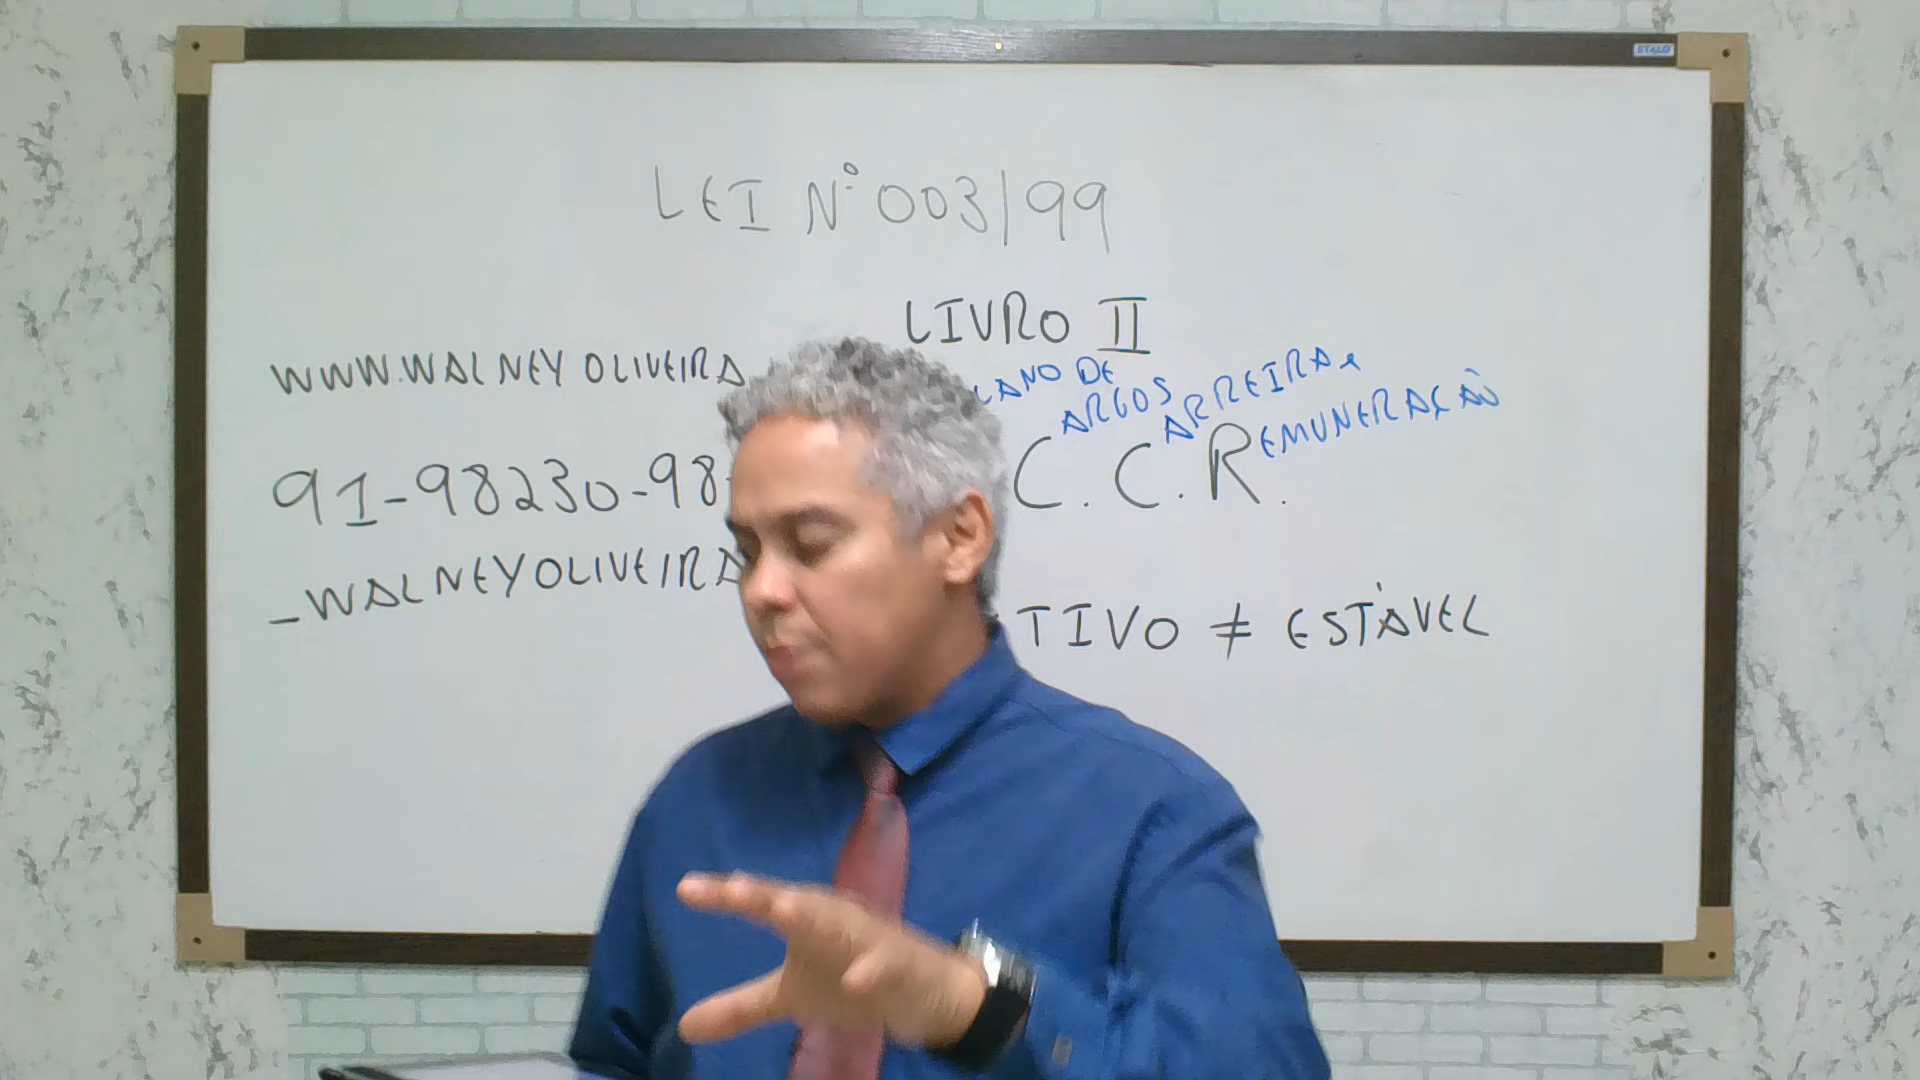 STALO
LEI Nº 003/99
LIVRO II
WWW.WALNEYOLIVEIRA
LANO DE
ARGOS
ARREIRA e
EMUNERAÇÃO
91-98230-98
C. C. R.
_WALNEYOLIVEIRA
TIVO ≠ ESTÁVEL